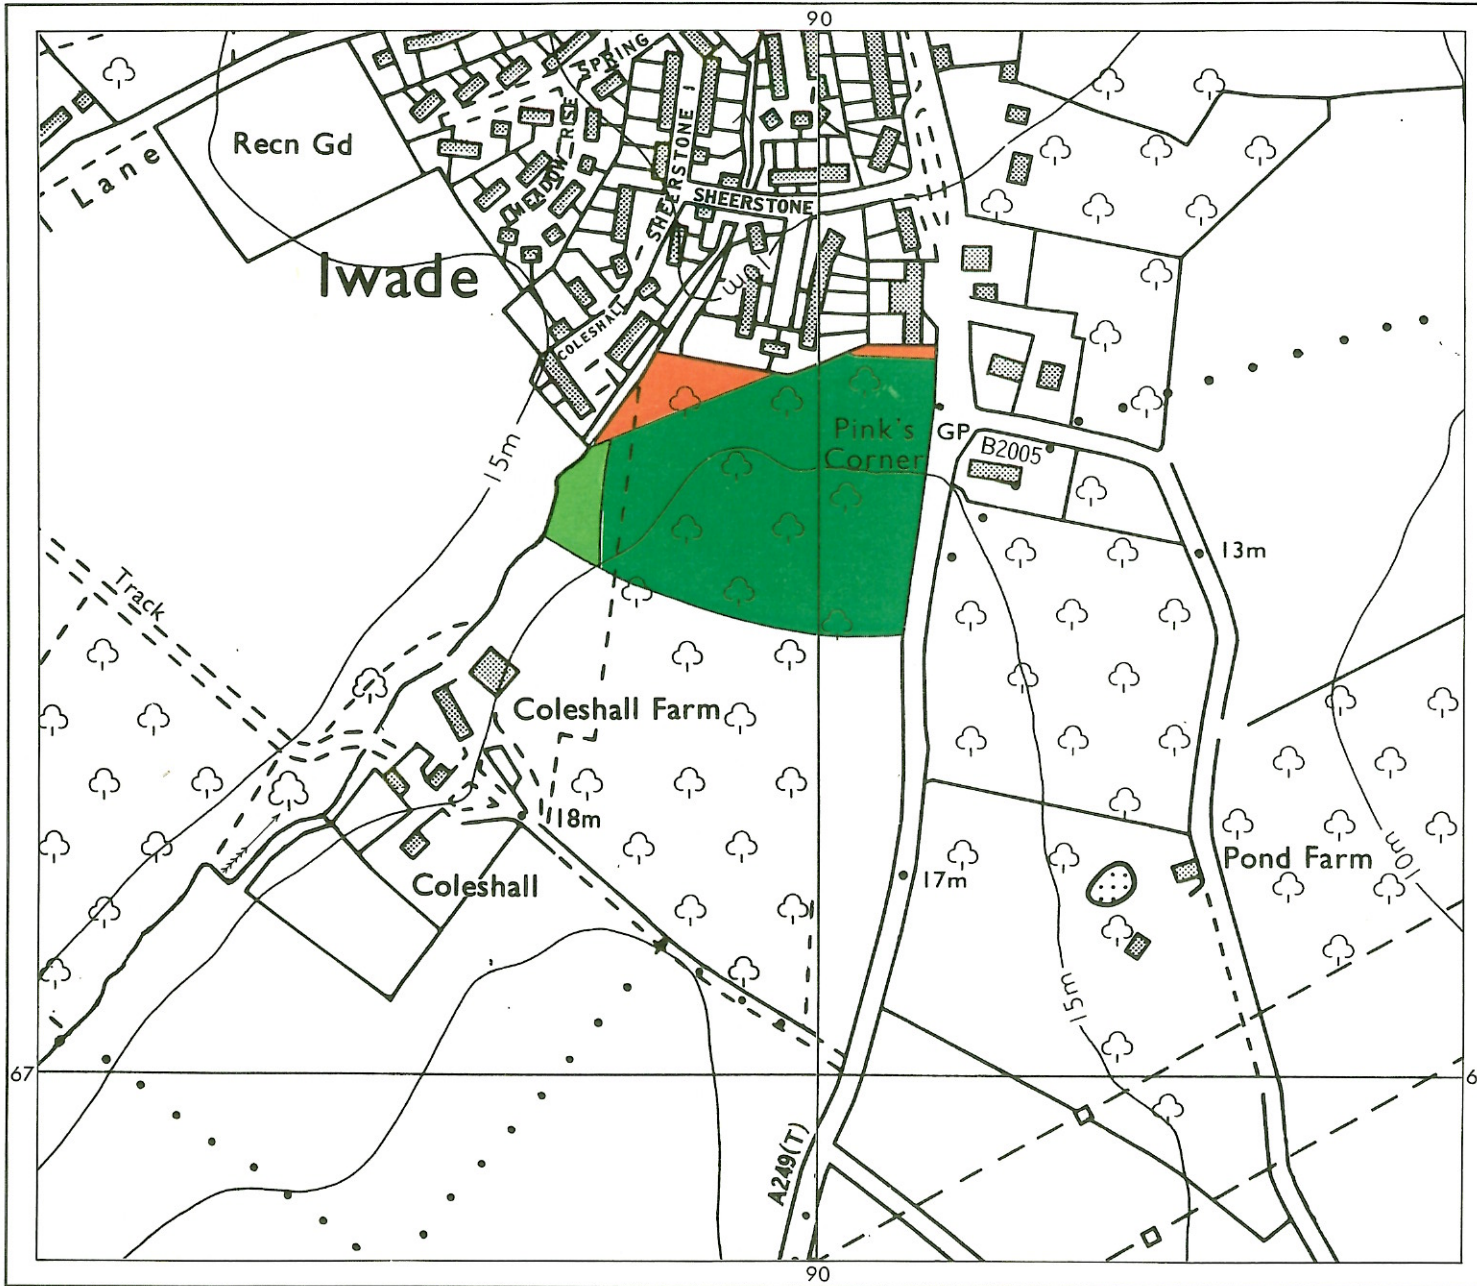 90
SPRING
Recn Gd
Lane
MEADOW RISE
SHEERSTONE
SHEERSTONE
Iwade
COLESHALL
15m
Pink's
Corner
GP
B2005
13m
Track
Coleshall Farm
18m
Coleshall
17m
Pond Farm
10m
15m
67
6
A249(T)
90